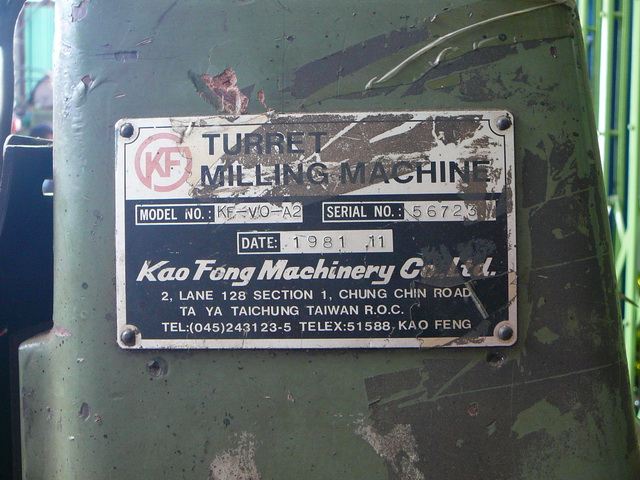 KF TURRET
MILLING MACHINE
MODEL NO.: KF-VO-A2 SERIAL NO.: 56723
DATE: 1981 11
Kao Fong Machinery Co. Ltd.
2, LANE 128 SECTION 1, CHUNG CHIN ROAD
TA YA TAICHUNG TAIWAN R.O.C.
TEL:(045)243123-5 TELEX:51588 KAO FENG